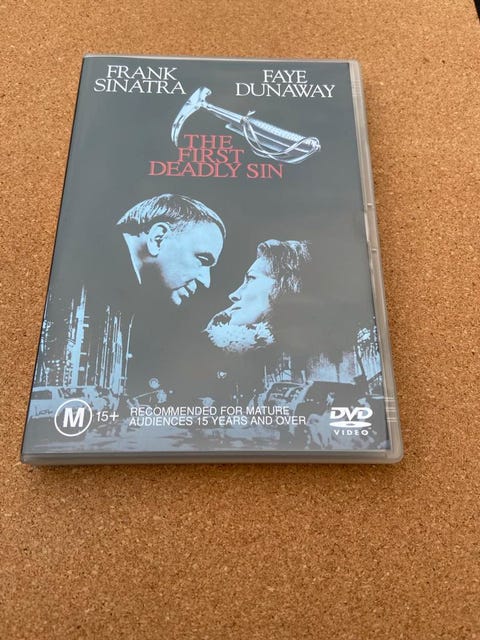 FRANK SINATRA
FAYE DUNAWAY
THE
FIRST
DEADLY SIN
M 15+
RECOMMENDED FOR MATURE
AUDIENCES 15 YEARS AND OVER
DVD
VIDEO